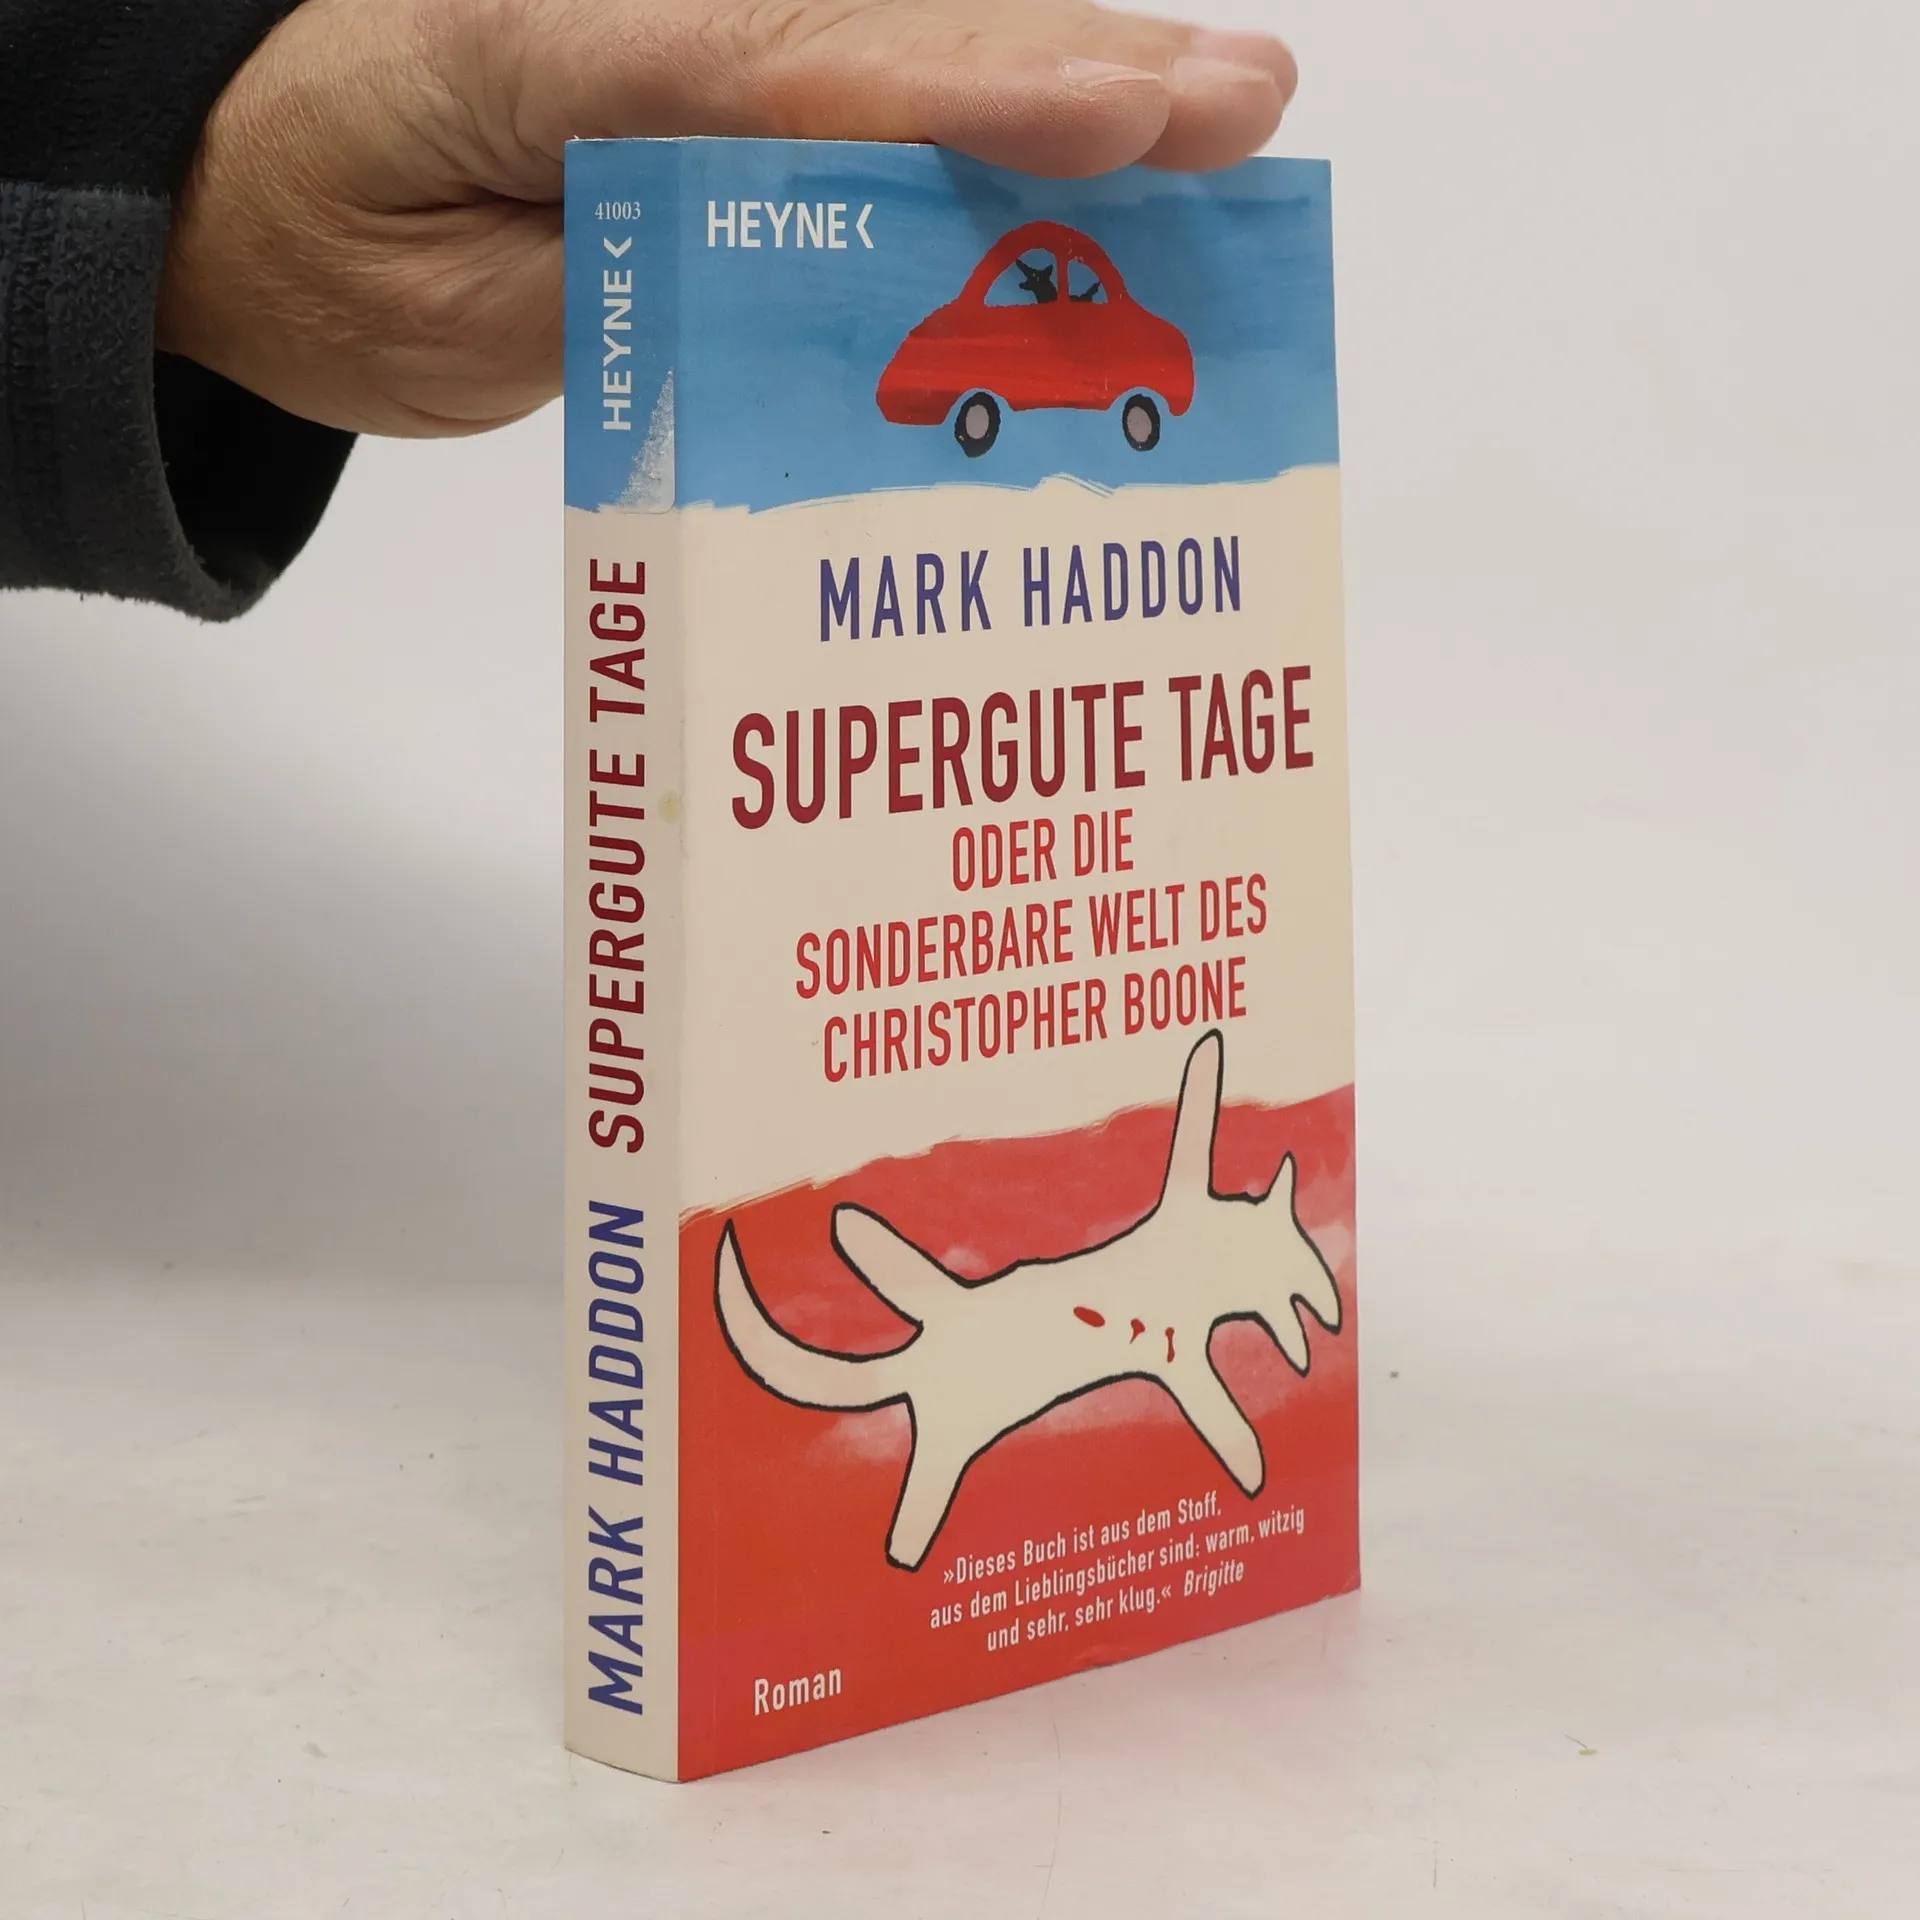 41003
HEYNE
MARK HADDON SUPERGUTE TAGE
HEYNE
MARK HADDON
SUPERGUTE TAGE
ODER DIE
SONDERBARE WELT DES
CHRISTOPHER BOONE
»Dieses Buch ist aus dem Stoff,
aus dem Lieblingsbücher sind: warm, witzig
und sehr, sehr klug.« Brigitte
Roman